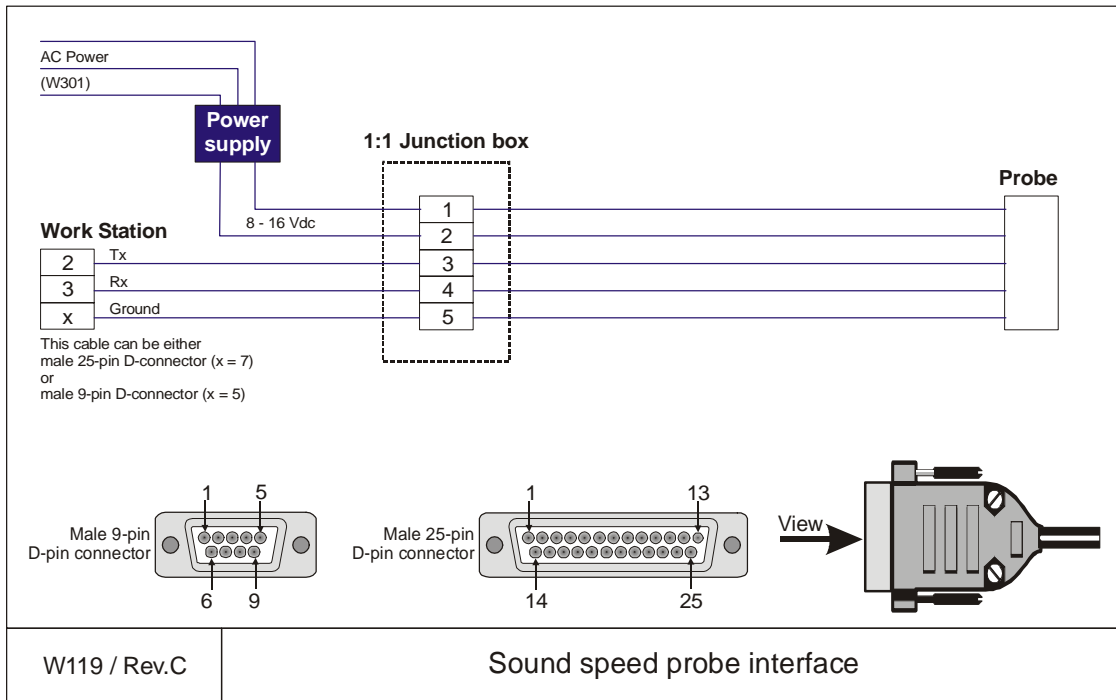 AC Power
(W301)
Power
supply
1:1 Junction box
Probe
8 - 16 Vdc
1
2
3
4
5
Work Station
2
Tx
3
Rx
x
Ground
This cable can be either
male 25-pin D-connector (x = 7)
or
male 9-pin D-connector (x = 5)
Male 9-pin
D-pin connector
1
5
6
9
Male 25-pin
D-pin connector
1
13
14
25
View
W119 / Rev.C
Sound speed probe interface